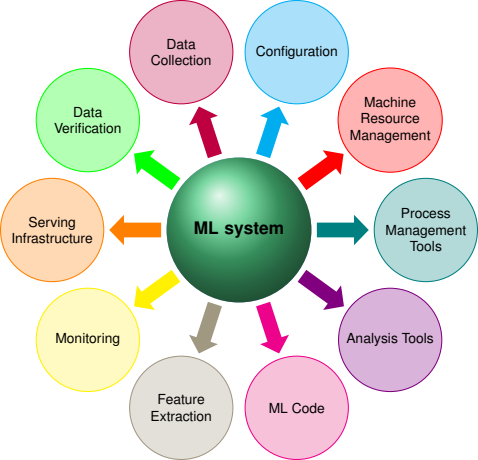 Data
Collection
Configuration
Data
Verification
Machine
Resource
Management
Serving
Infrastructure
ML system
Process
Management
Tools
Monitoring
Analysis Tools
Feature
Extraction
ML Code